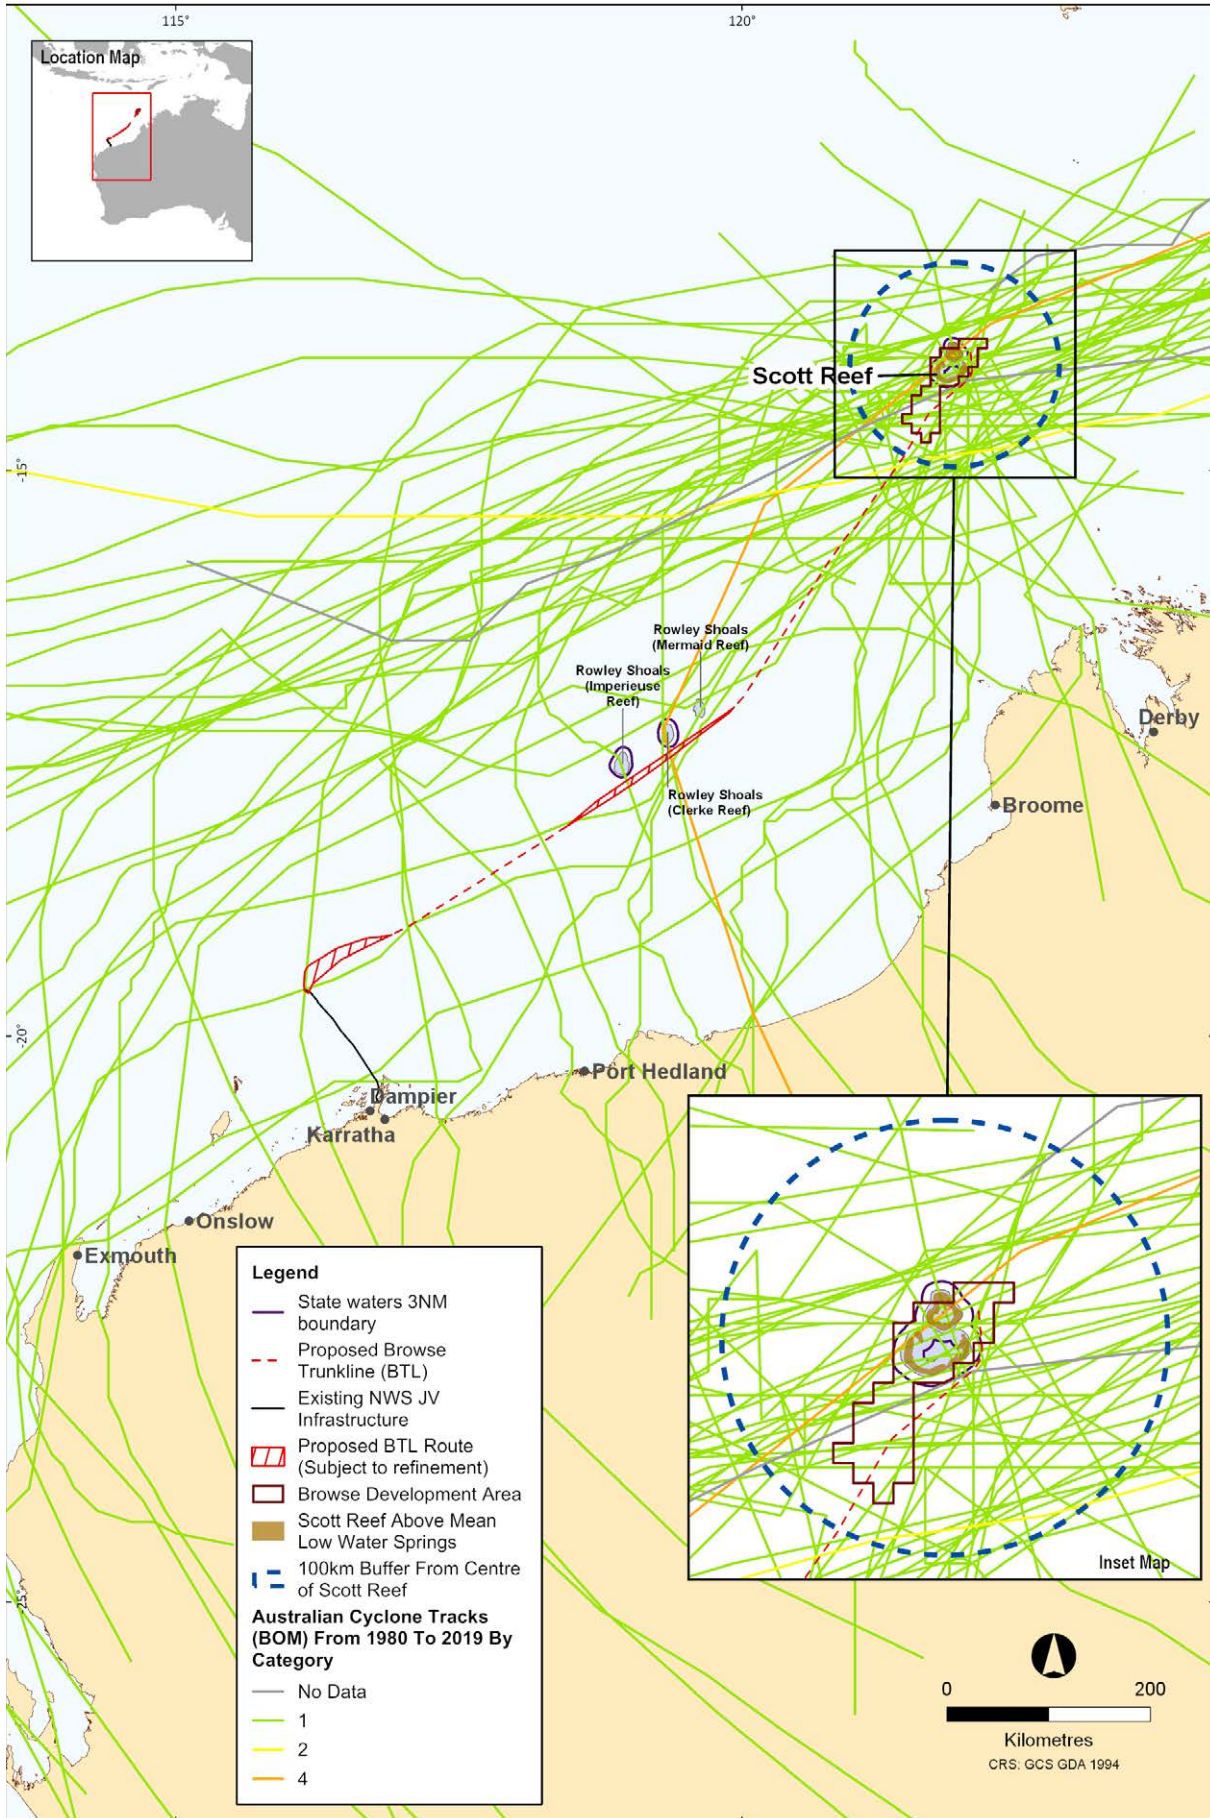 115°
120°
Location Map
Scott Reef
-15°
Rowley Shoals
(Mermaid Reef)
Rowley Shoals
(Imperieuse
Reef)
Derby
Rowley Shoals
(Clerke Reef)
Broome
-20°
Port Hedland
Dampier
Karratha
Onslow
Exmouth
Legend
State waters 3NM
boundary
Proposed Browse
Trunkline (BTL)
Existing NWS JV
Infrastructure
Proposed BTL Route
(Subject to refinement)
Browse Development Area
Scott Reef Above Mean
Low Water Springs
100km Buffer From Centre
of Scott Reef
Australian Cyclone Tracks
(BOM) From 1980 To 2019 By
Category
No Data
1
2
4
Inset Map
-25°
0 200
Kilometres
CRS: GCS GDA 1994